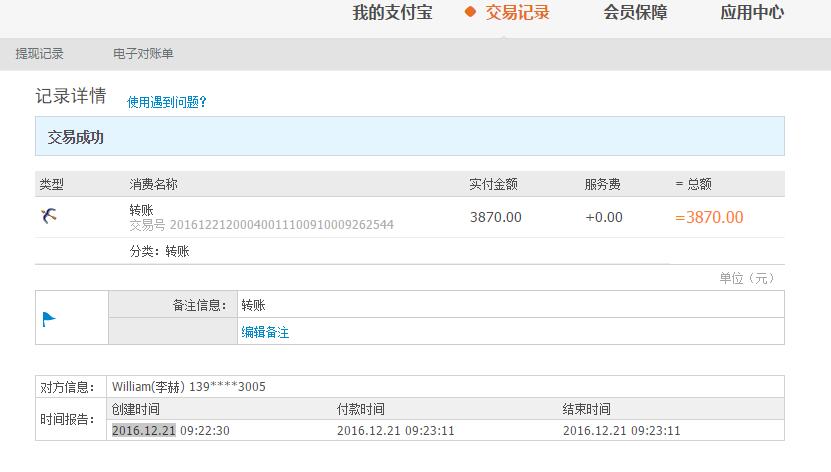 我的支付宝 交易记录 会员保障 应用中心
提现记录 电子对账单
记录详情 使用遇到问题？
交易成功
类型 消费名称 实付金额 服务费 = 总额
转账 3870.00 +0.00 =3870.00
交易号 20161221200040011100910009262544
分类：转账
单位（元）
备注信息： 转账
编辑备注
对方信息： William(李赫) 139****3005
时间报告： 创建时间 付款时间 结束时间
2016.12.21 09:22:30 2016.12.21 09:23:11 2016.12.21 09:23:11